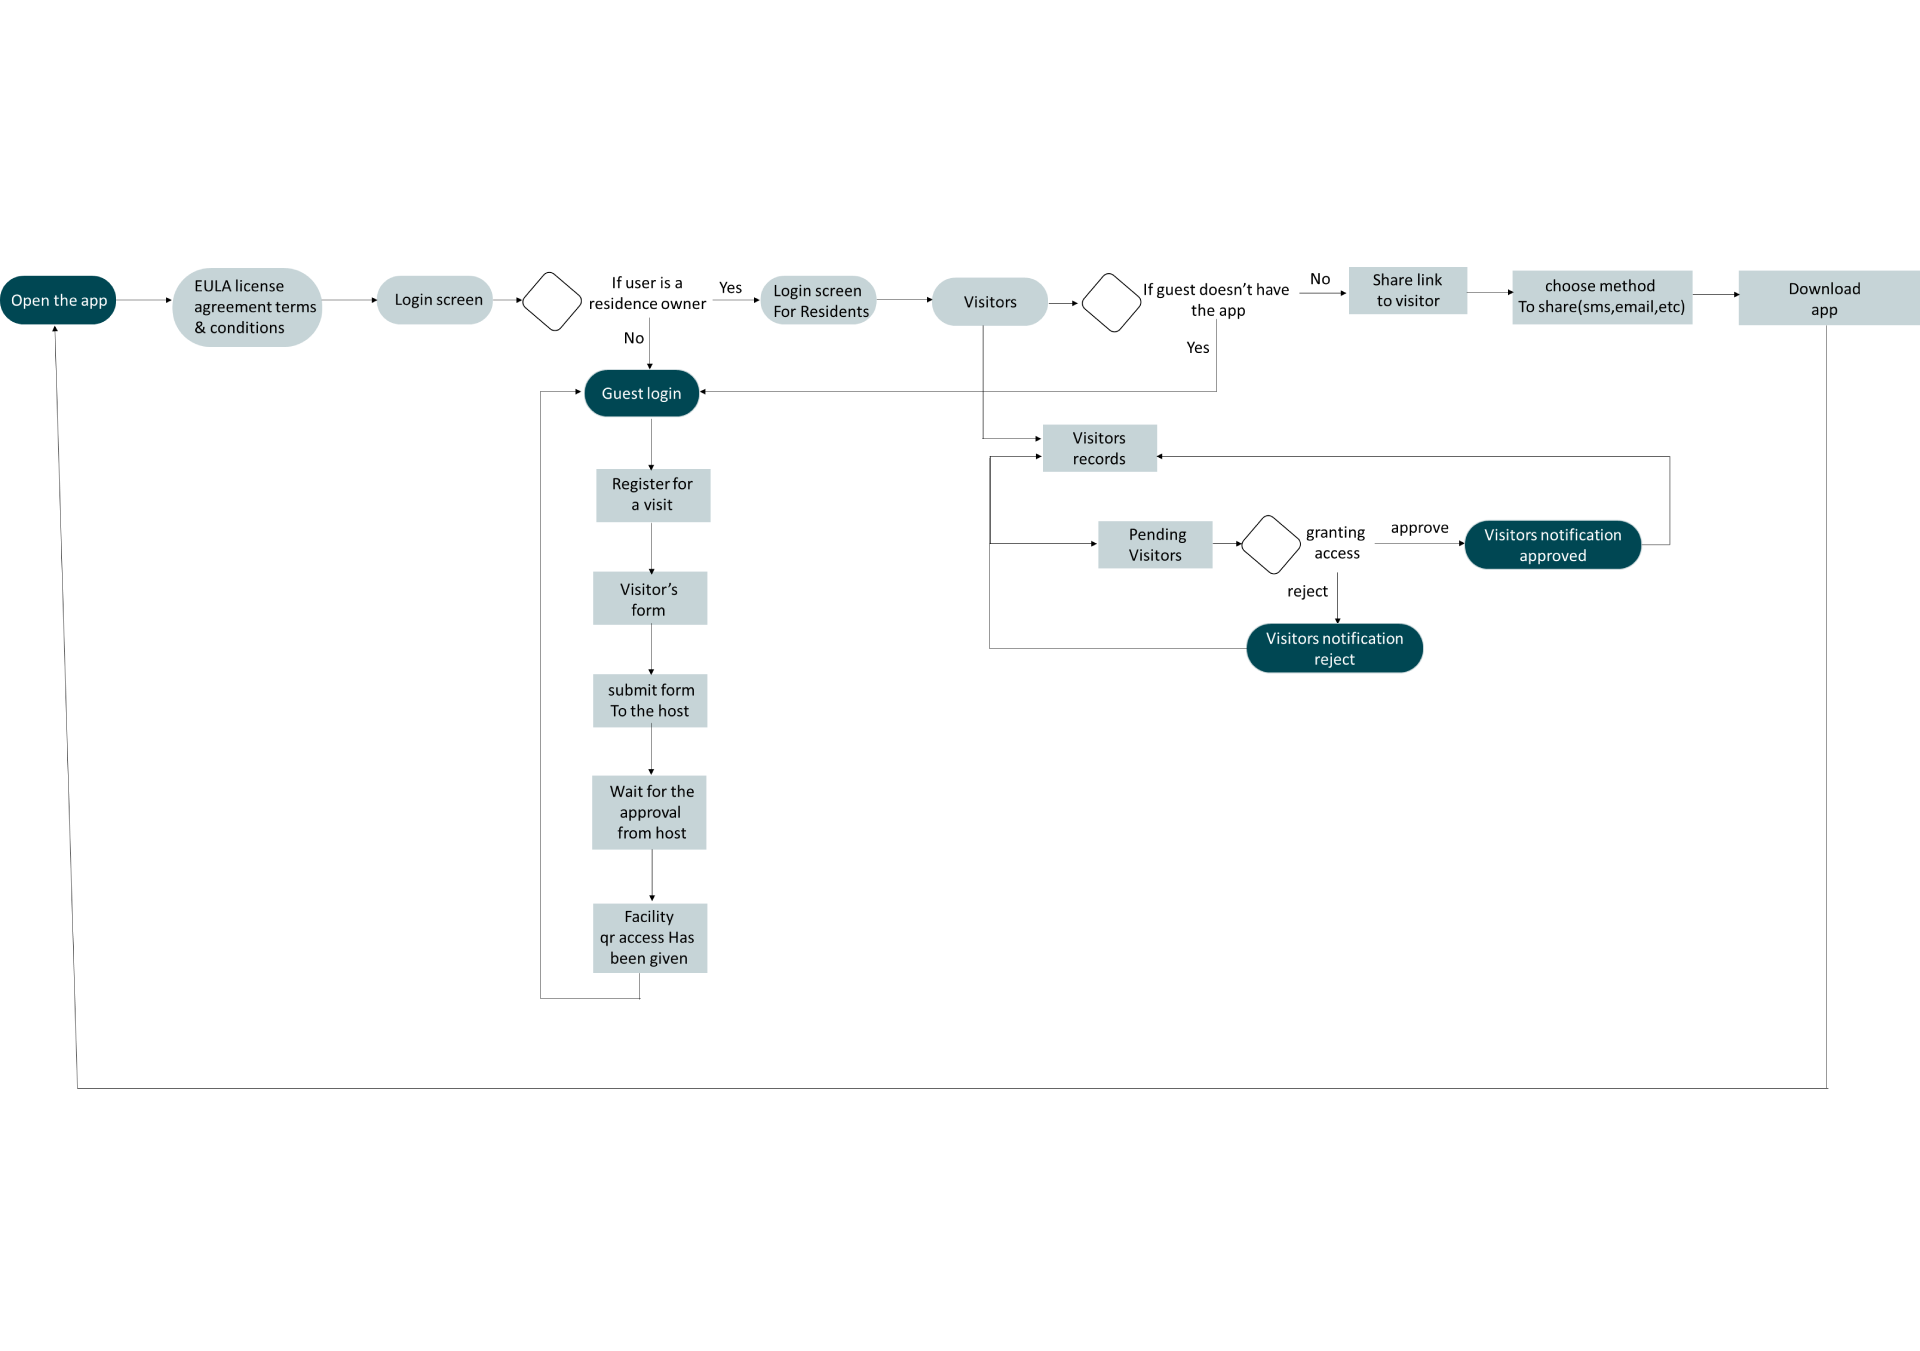 Open the app
EULA license
agreement terms
& conditions
Login screen
If user is a
residence owner
Yes
No
Login screen
For Residents
Visitors
If guest doesn’t have
the app
No
Yes
Share link
to visitor
choose method
To share(sms,email,etc)
Download
app
Guest login
Register for
a visit
Visitor’s
form
submit form
To the host
Wait for the
approval
from host
Facility
qr access Has
been given
Visitors
records
Pending
Visitors
granting
access
approve
reject
Visitors notification
approved
Visitors notification
reject